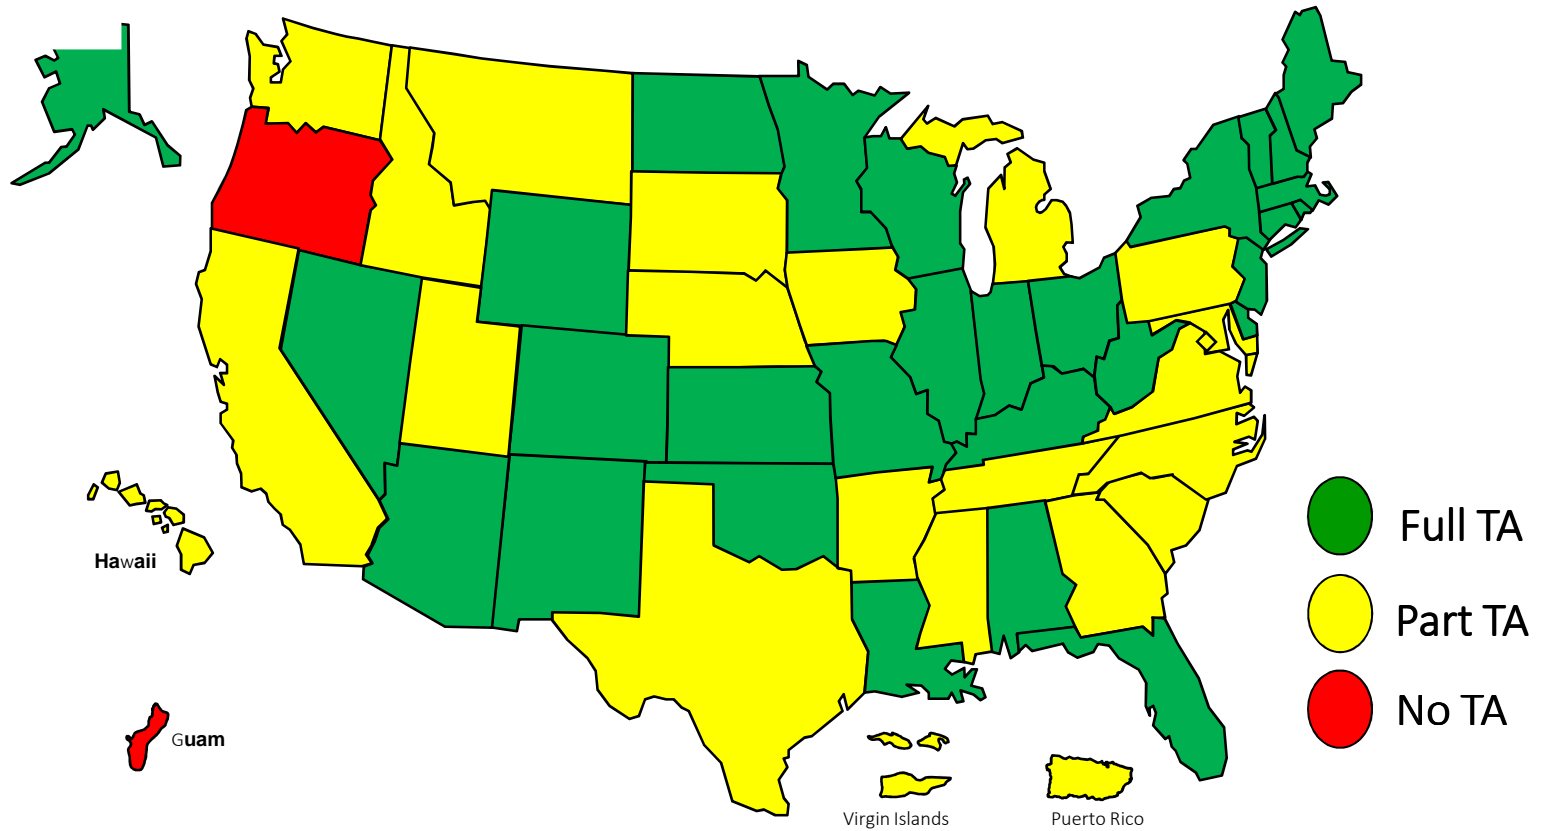 Hawaii
Full TA
Part TA
No TA
Guam
Virgin Islands
Puerto Rico